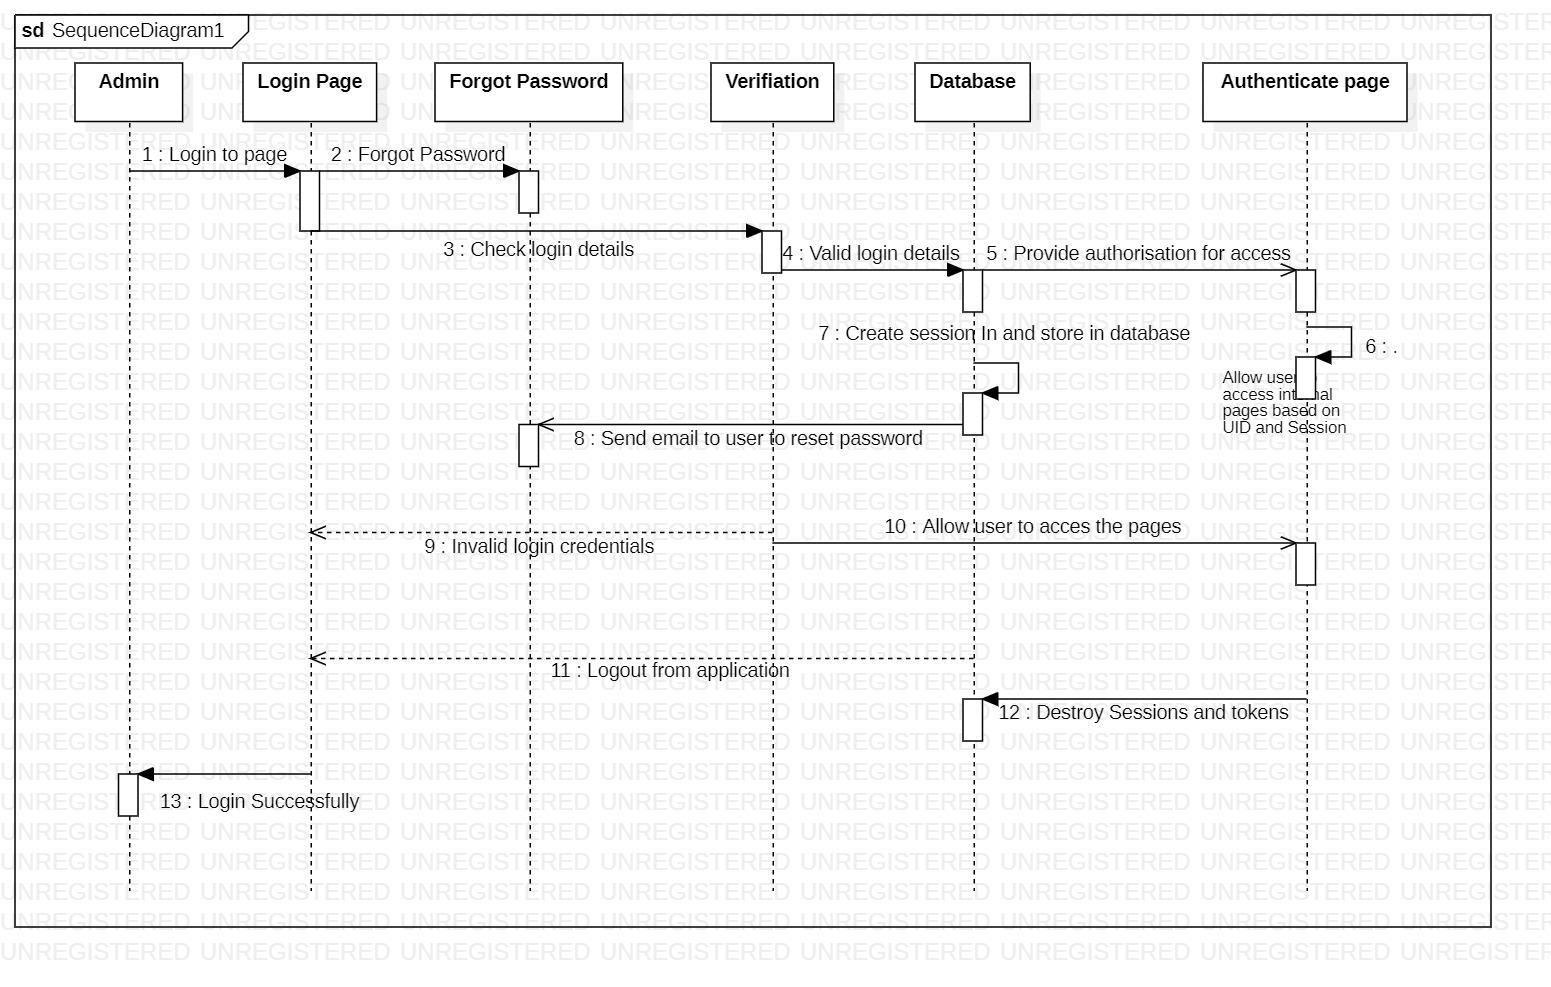 sd SequenceDiagram1
Admin
Login Page
Forgot Password
Verifiation
Database
Authenticate page
1 : Login to page
2 : Forgot Password
3 : Check login details
4 : Valid login details
5 : Provide authorisation for access
7 : Create session In and store in database
6 : .
Allow user
access internal
pages based on
UID and Session
8 : Send email to user to reset password
9 : Invalid login credentials
10 : Allow user to acces the pages
11 : Logout from application
12 : Destroy Sessions and tokens
13 : Login Successfully
UNREGISTERED